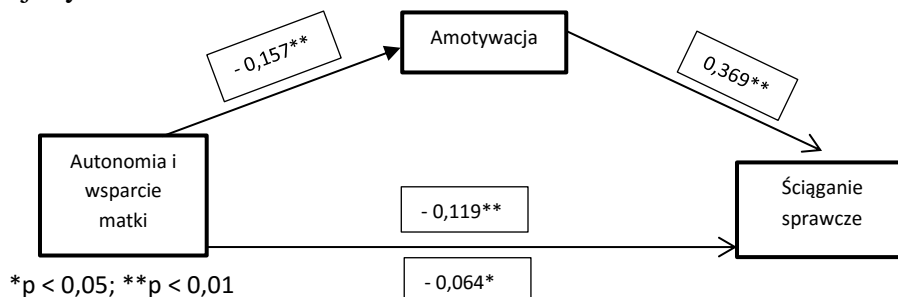 - 0,157**
Amotywacja
0,369**
Autonomia i
wsparcie
matki
- 0,119**
Ściąganie
sprawcze
*p < 0,05; **p < 0,01
- 0,064*